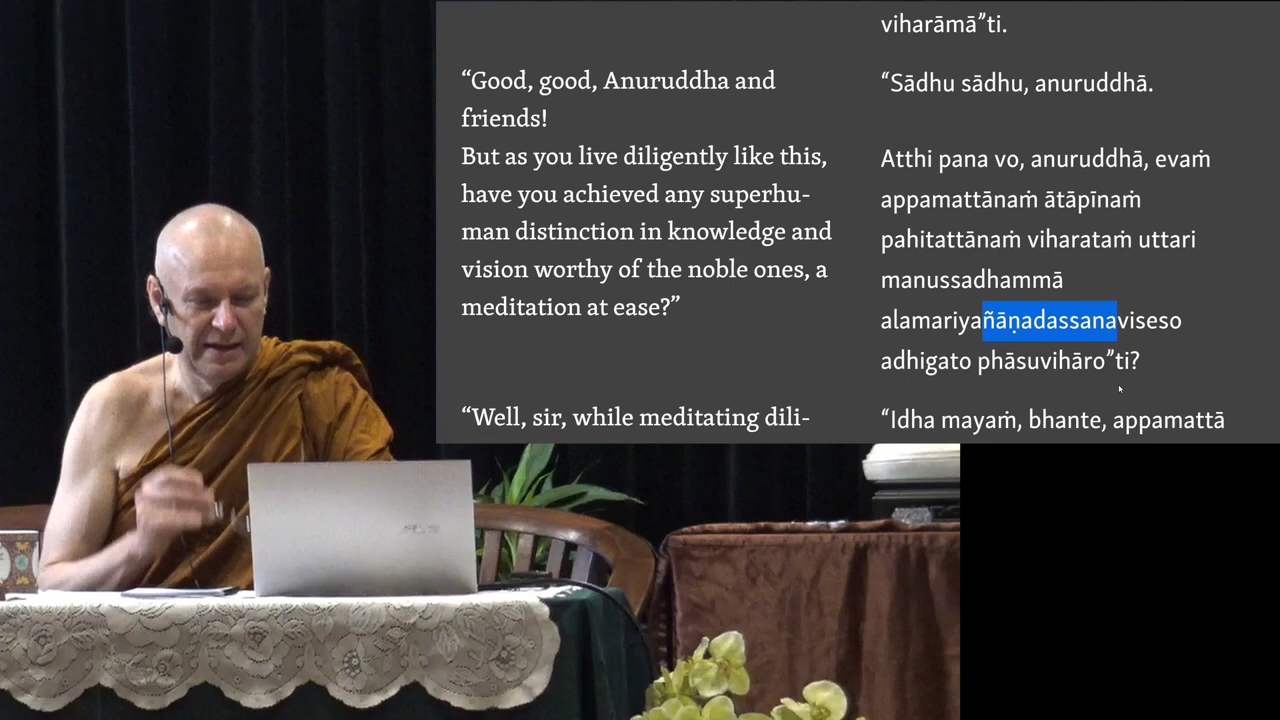 viharāmā”ti.
“Good, good, Anuruddha and
friends!
But as you live diligently like this,
have you achieved any superhu-
man distinction in knowledge and
vision worthy of the noble ones, a
meditation at ease?”
“Well, sir, while meditating dili-
“Sādhu sādhu, anuruddhā.
Atthi pana vo, anuruddhā, evaṁ
appamattānaṁ ātāpīnaṁ
pahitattānaṁ viharataṁ uttari
manussadhammā
alamariyañāṇadassanaviseso
adhigato phāsuvihāro”ti?
“Idha mayaṁ, bhante, appamattā